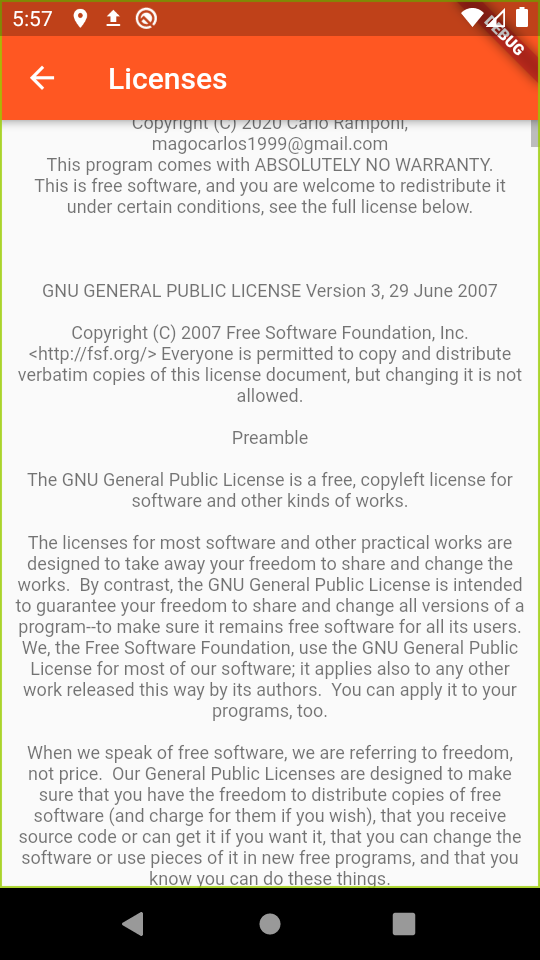 5:57
DEBUG
Licenses
Copyright (C) 2020 Carlo Ramponi,
magocarlos1999@gmail.com
This program comes with ABSOLUTELY NO WARRANTY.
This is free software, and you are welcome to redistribute it
under certain conditions, see the full license below.
GNU GENERAL PUBLIC LICENSE Version 3, 29 June 2007
Copyright (C) 2007 Free Software Foundation, Inc.
<http://fsf.org/> Everyone is permitted to copy and distribute
verbatim copies of this license document, but changing it is not
allowed.
Preamble
The GNU General Public License is a free, copyleft license for
software and other kinds of works.
The licenses for most software and other practical works are
designed to take away your freedom to share and change the
works.  By contrast, the GNU General Public License is intended
to guarantee your freedom to share and change all versions of a
program--to make sure it remains free software for all its users.
We, the Free Software Foundation, use the GNU General Public
License for most of our software; it applies also to any other
work released this way by its authors.  You can apply it to your
programs, too.
When we speak of free software, we are referring to freedom,
not price.  Our General Public Licenses are designed to make
sure that you have the freedom to distribute copies of free
software (and charge for them if you wish), that you receive
source code or can get it if you want it, that you can change the
software or use pieces of it in new free programs, and that you
know you can do these things.